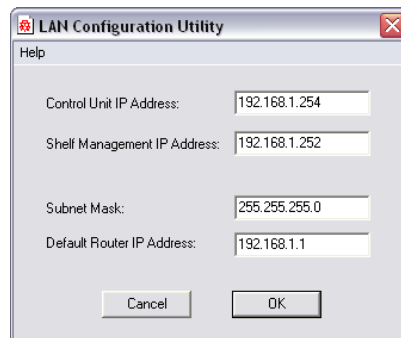 LAN Configuration Utility
Help
Control Unit IP Address: 192.168.1.254
Shelf Management IP Address: 192.168.1.252
Subnet Mask: 255.255.255.0
Default Router IP Address: 192.168.1.1
Cancel OK